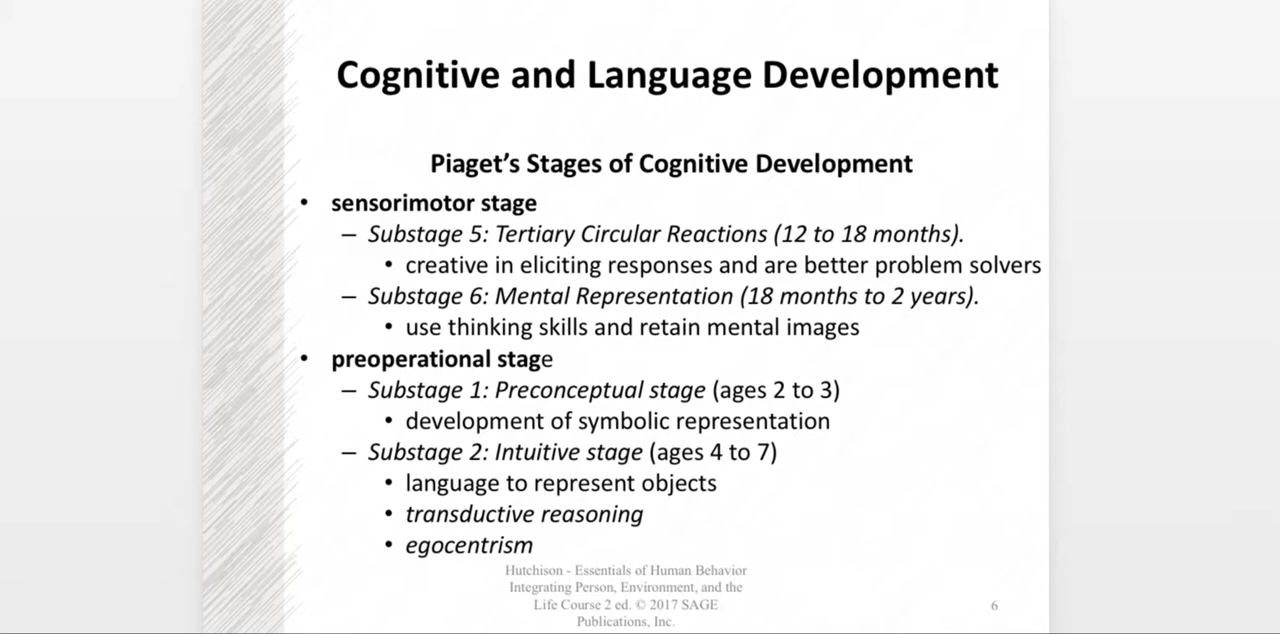 Cognitive and Language Development
Piaget’s Stages of Cognitive Development
• sensorimotor stage
– Substage 5: Tertiary Circular Reactions (12 to 18 months).
• creative in eliciting responses and are better problem solvers
– Substage 6: Mental Representation (18 months to 2 years).
• use thinking skills and retain mental images
• preoperational stage
– Substage 1: Preconceptual stage (ages 2 to 3)
• development of symbolic representation
– Substage 2: Intuitive stage (ages 4 to 7)
• language to represent objects
• transductive reasoning
• egocentrism
Hutchison - Essentials of Human Behavior
Integrating Person, Environment, and the
Life Course 2 ed. © 2017 SAGE
Publications, Inc.
6